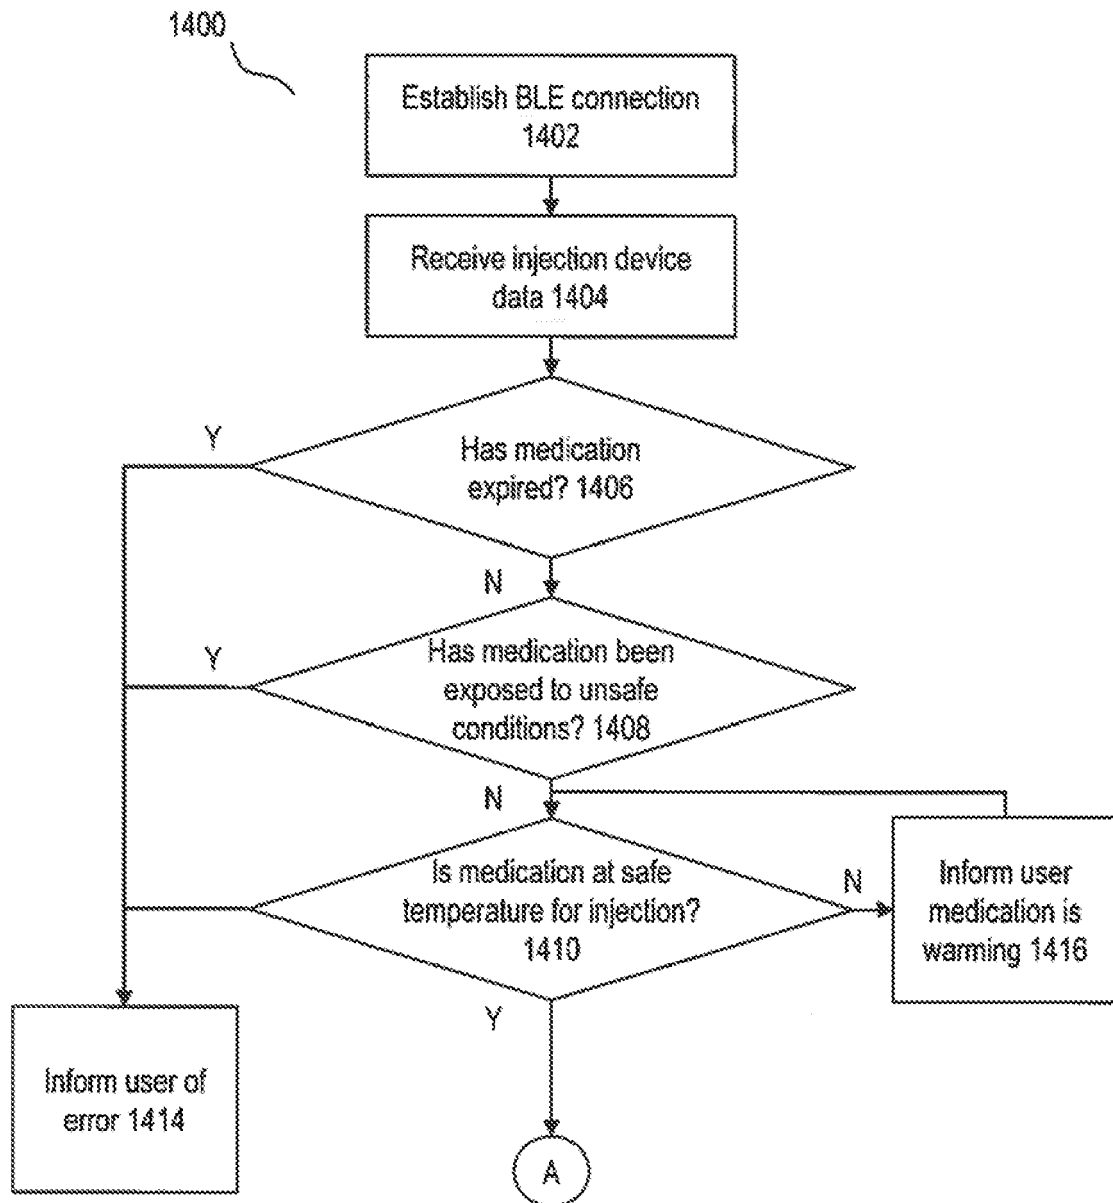 1400
Establish BLE connection
1402
Receive injection device
data 1404
Y
Has medication
expired? 1406
N
Y
Has medication been
exposed to unsafe
conditions? 1408
N
Is medication at safe
temperature for injection?
1410
N
Inform user
medication is
warming 1416
Y
Inform user of
error 1414
A